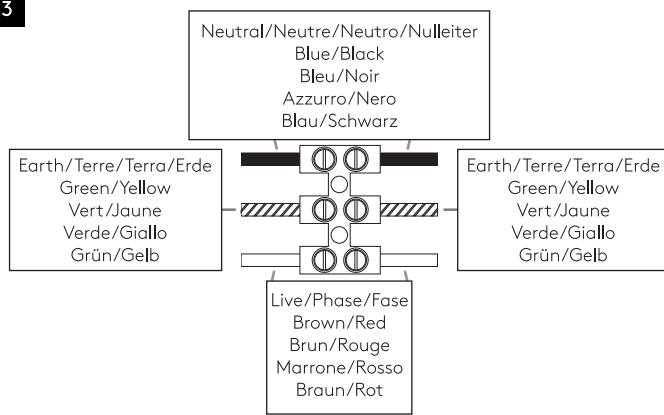 3
Neutral/Neutre/Neutro/Nulleiter
Blue/Black
Bleu/Noir
Azzurro/Nero
Blau/Schwarz
Earth/Terre/Terra/Erde
Green/Yellow
Vert/Jaune
Verde/Giallo
Grün/Gelb
Earth/Terre/Terra/Erde
Green/Yellow
Vert/Jaune
Verde/Giallo
Grün/Gelb
Live/Phase/Fase
Brown/Red
Brun/Rouge
Marrone/Rosso
Braun/Rot